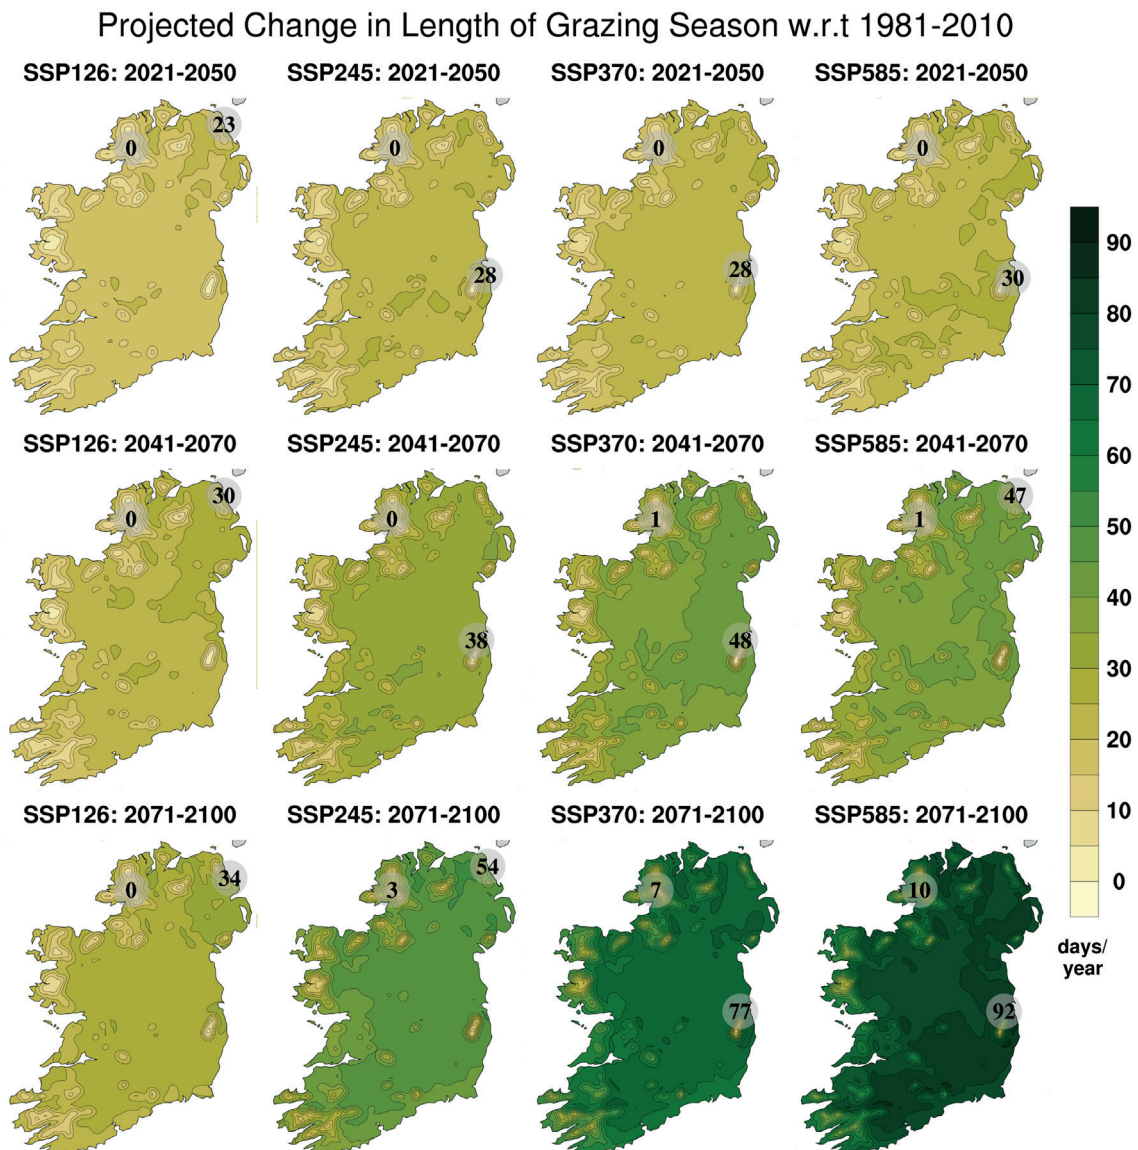 Projected Change in Length of Grazing Season w.r.t 1981-2010
SSP126: 2021-2050 SSP245: 2021-2050 SSP370: 2021-2050 SSP585: 2021-2050
23
0 0 0 0
28 28 30
SSP126: 2041-2070 SSP245: 2041-2070 SSP370: 2041-2070 SSP585: 2041-2070
30 47
0 0 1 1
38 48
SSP126: 2071-2100 SSP245: 2071-2100 SSP370: 2071-2100 SSP585: 2071-2100
34 54
0 3 7 10
77 92
90
80
70
60
50
40
30
20
10
0
days/
year